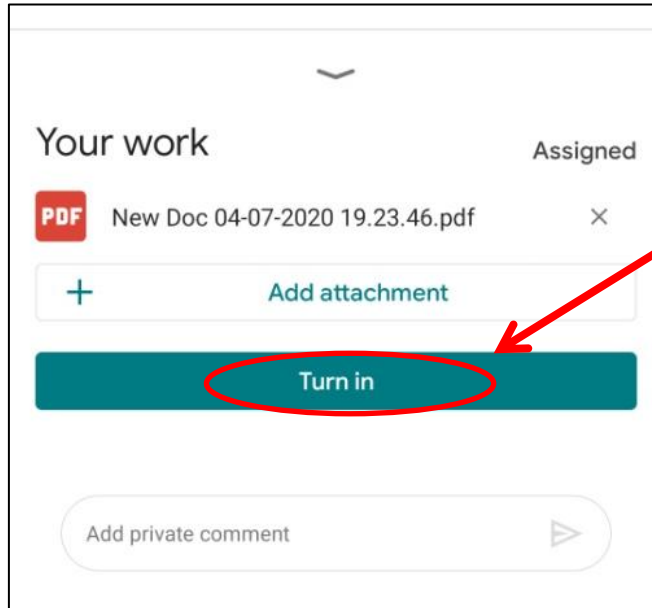 Your work
Assigned
PDF New Doc 04-07-2020 19.23.46.pdf ×
+ Add attachment
Turn in
Add private comment